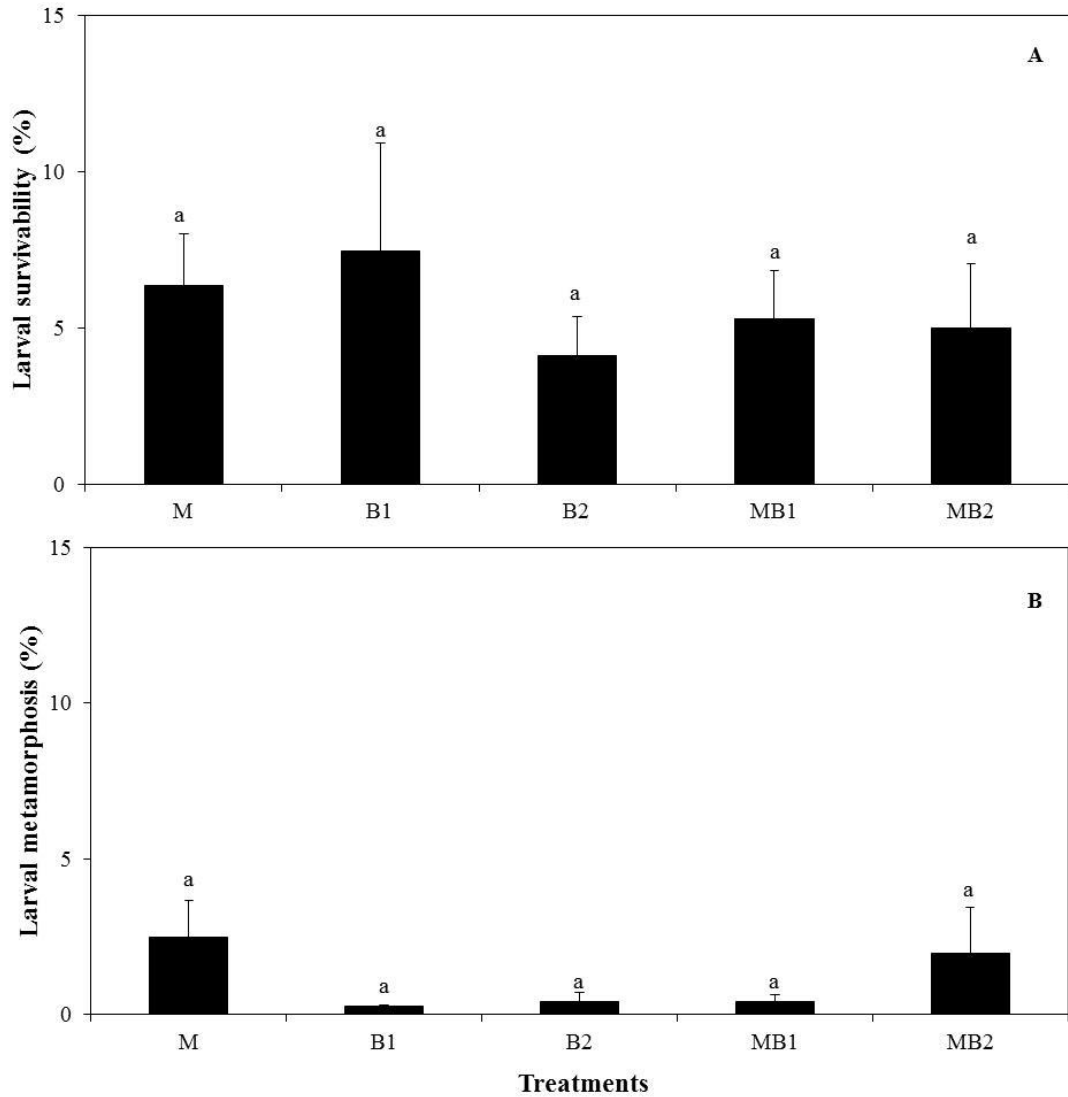 15
A
Larval survivability (%)
a
a
10
a
a
a
5
0
M B1 B2 MB1 MB2
15
B
Larval metamorphosis (%)
10
5
a
a
a
a
a
0
M B1 B2 MB1 MB2
Treatments